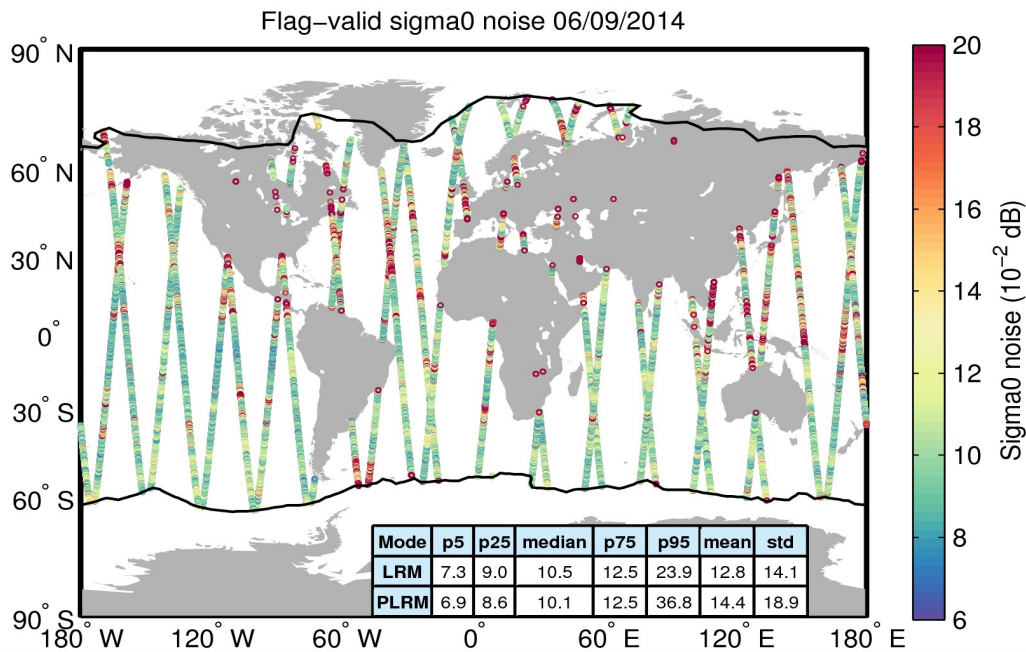 Flag−valid sigma0 noise 06/09/2014
90° N
60° N
30° N
0°
30° S
60° S
90° S
180° W 120° W 60° W 0° 60° E 120° E 180° E
Mode p5 p25 median p75 p95 mean std
LRM 7.3 9.0 10.5 12.5 23.9 12.8 14.1
PLRM 6.9 8.6 10.1 12.5 36.8 14.4 18.9
20
18
16
14
12
10
8
6
Sigma0 noise (10⁻² dB)